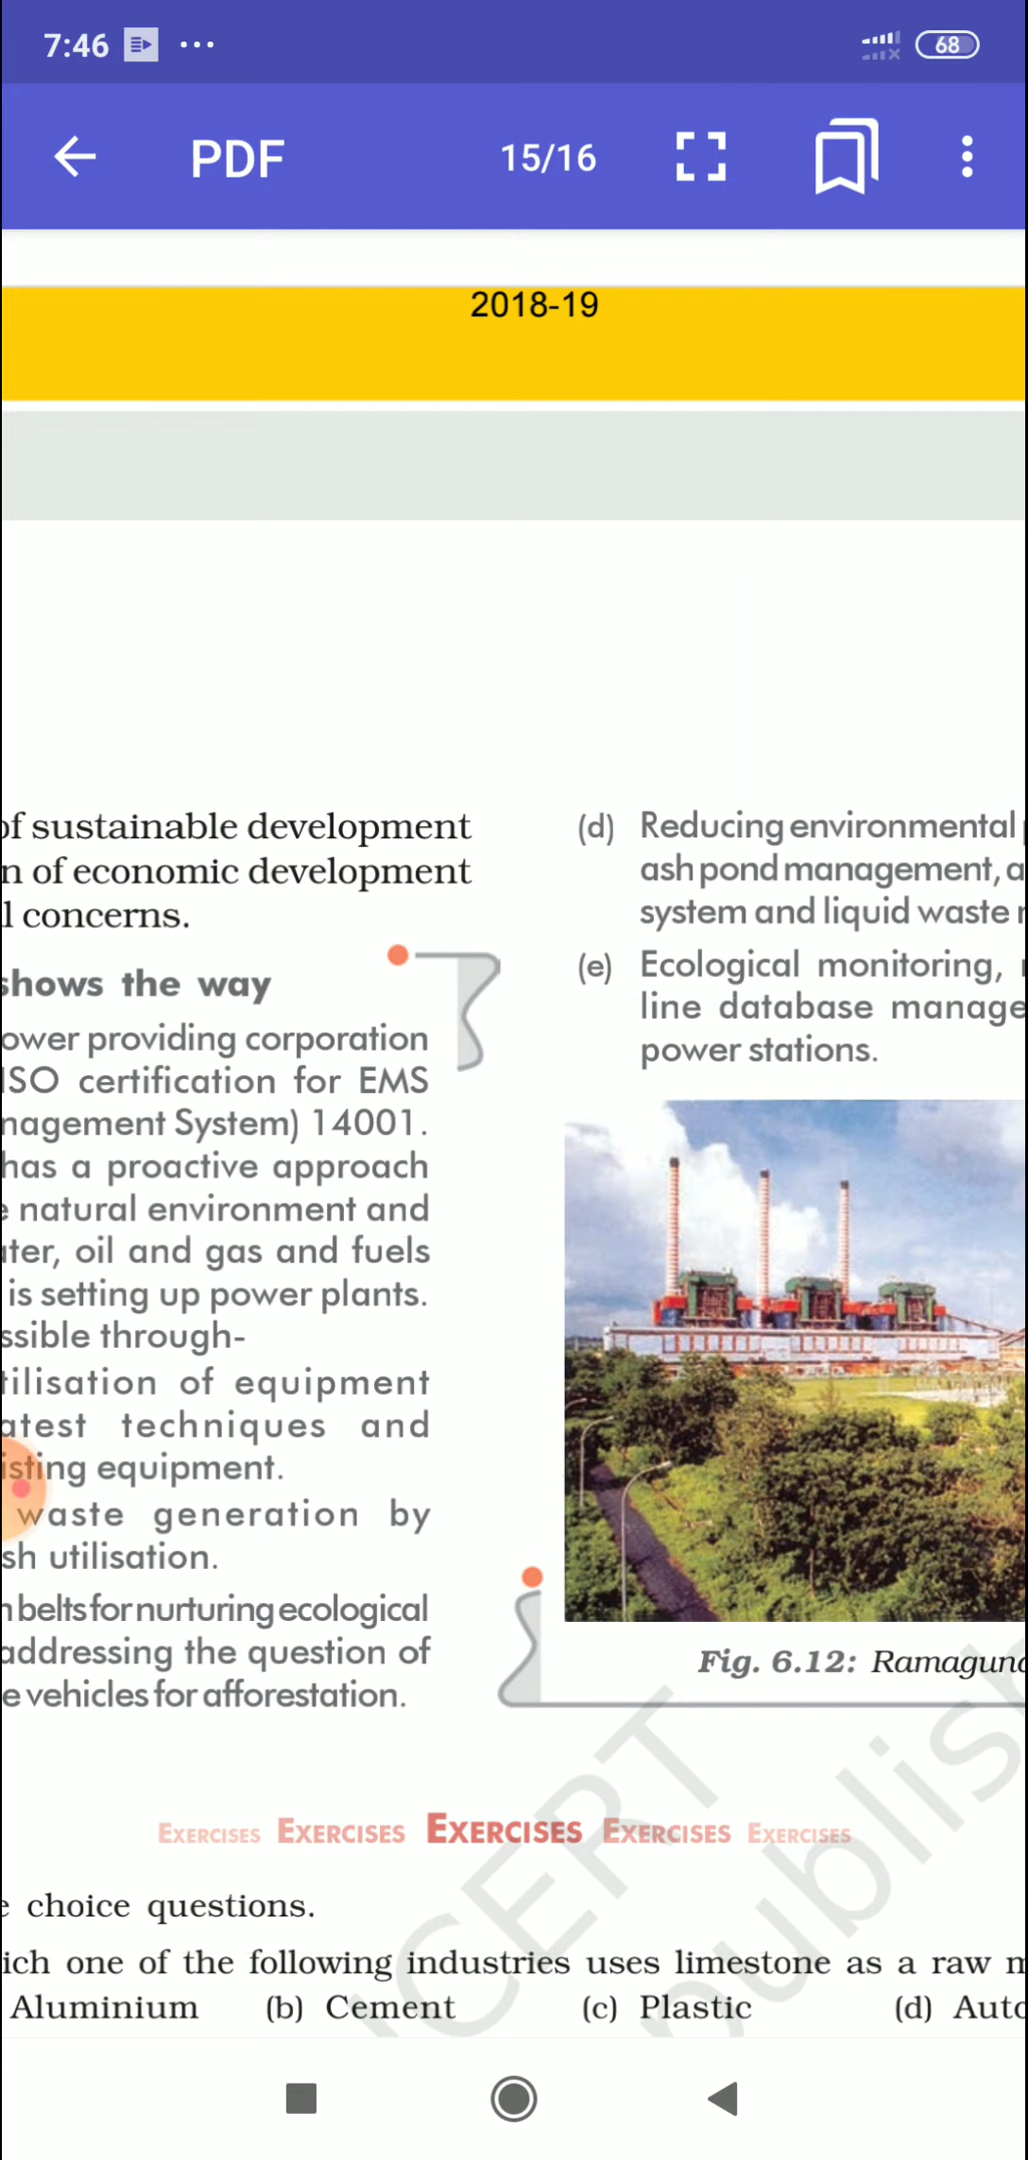 7:46
68
PDF
15/16
2018-19
of sustainable development
n of economic development
l concerns.
shows the way
ower providing corporation
ISO certification for EMS
nagement System) 14001.
has a proactive approach
e natural environment and
ater, oil and gas and fuels
is setting up power plants.
ssible through-
tilisation of equipment
atest techniques and
isting equipment.
waste generation by
sh utilisation.
n belts for nurturing ecological
addressing the question of
e vehicles for afforestation.
(d) Reducing environmental
ash pond management, a
system and liquid waste
(e) Ecological monitoring,
line database manage
power stations.
Fig. 6.12: Ramagund
EXERCISES EXERCISES EXERCISES EXERCISES EXERCISES
e choice questions.
ich one of the following industries uses limestone as a raw m
Aluminium (b) Cement (c) Plastic (d) Auto
CERT
publis